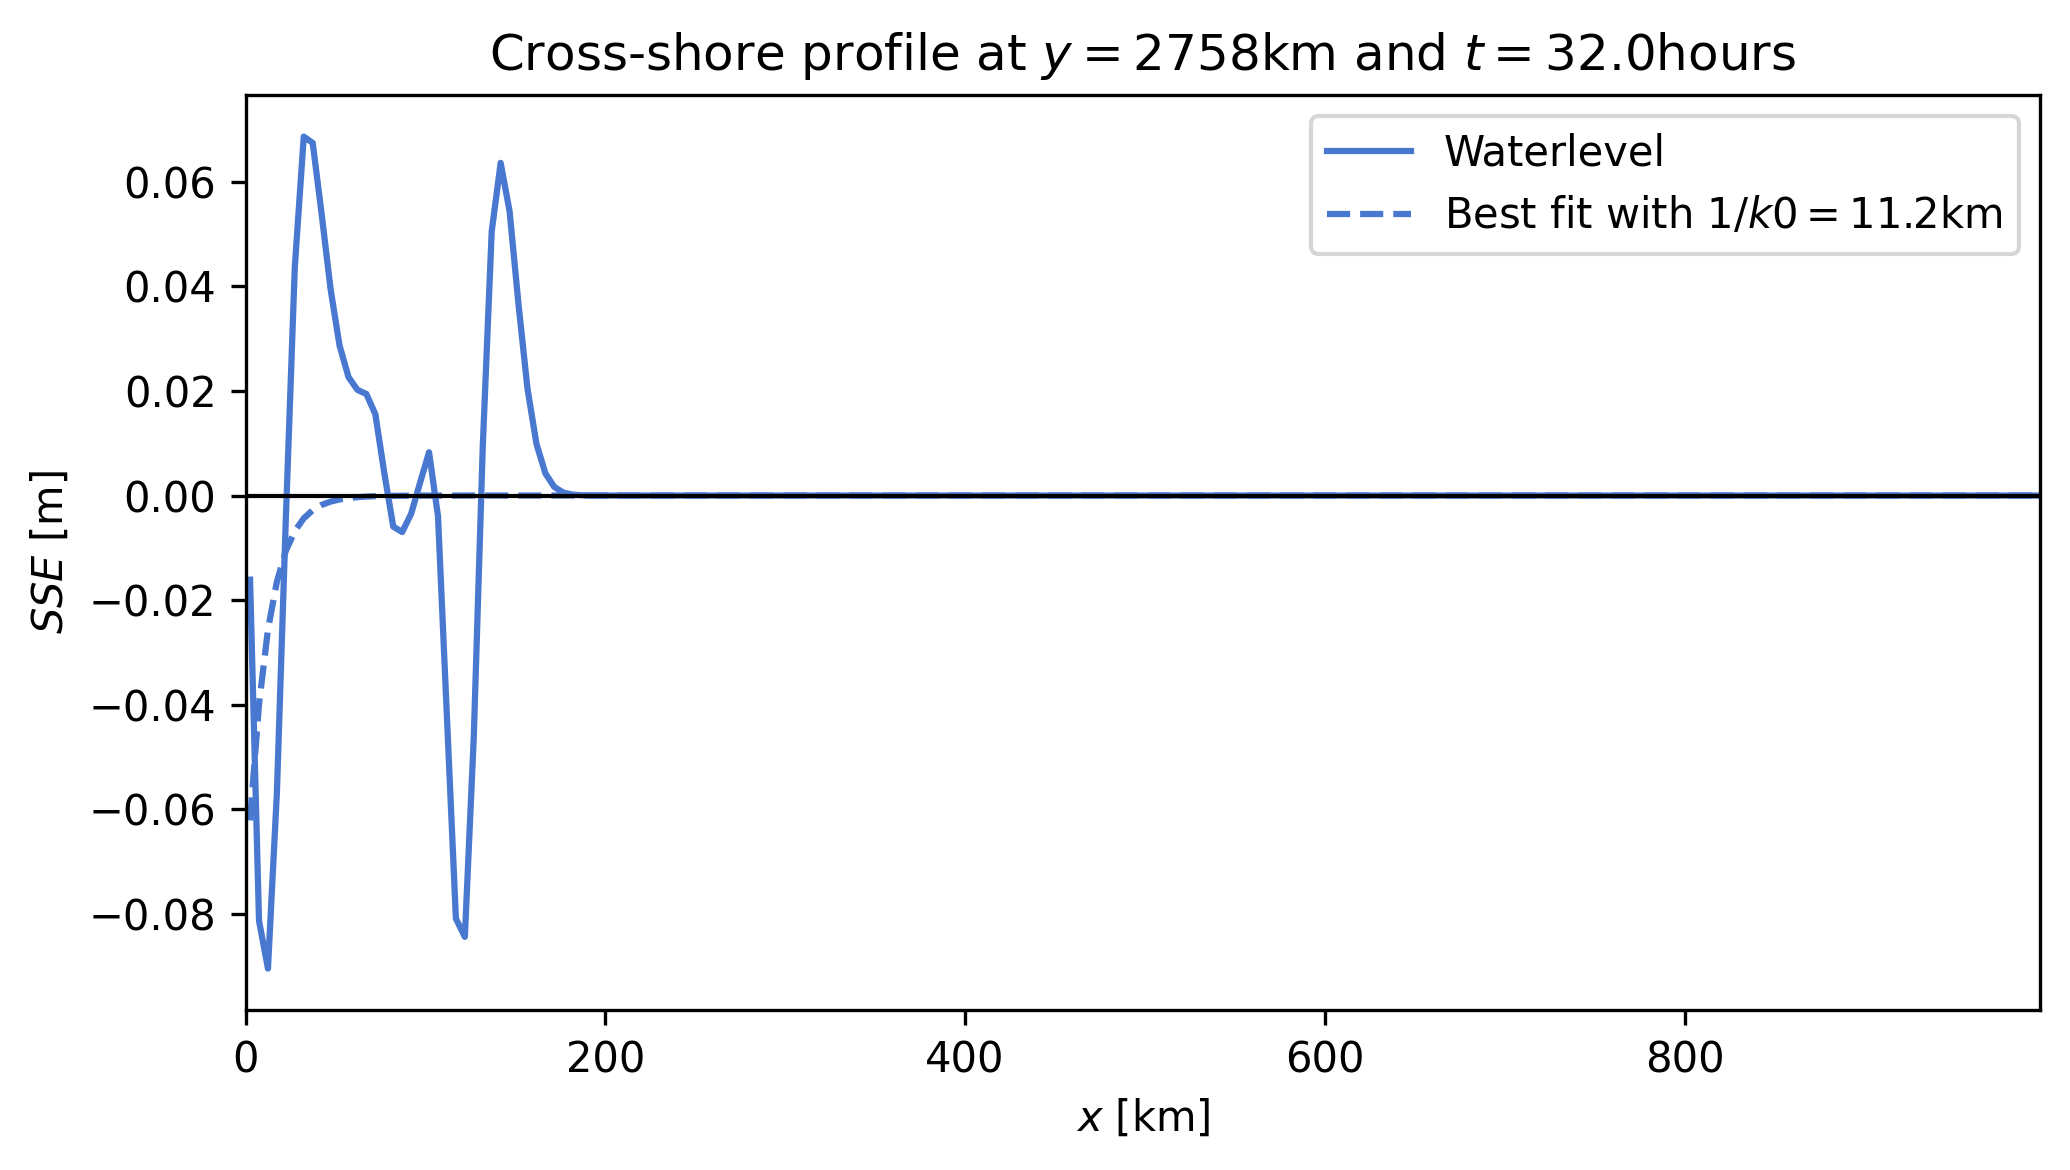 Cross-shore profile at y = 2758km and t = 32.0hours
Waterlevel
Best fit with 1/k0 = 11.2km
SSE [m]
0.06
0.04
0.02
0.00
−0.02
−0.04
−0.06
−0.08
0 200 400 600 800
x [km]